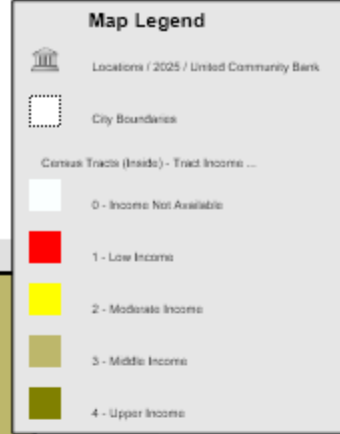 Map Legend
Locations / 2025 / United Community Bank
City Boundaries
Census Tracts (Inside) - Tract Income ...
0 - Income Not Available
1 - Low Income
2 - Moderate Income
3 - Middle Income
4 - Upper Income